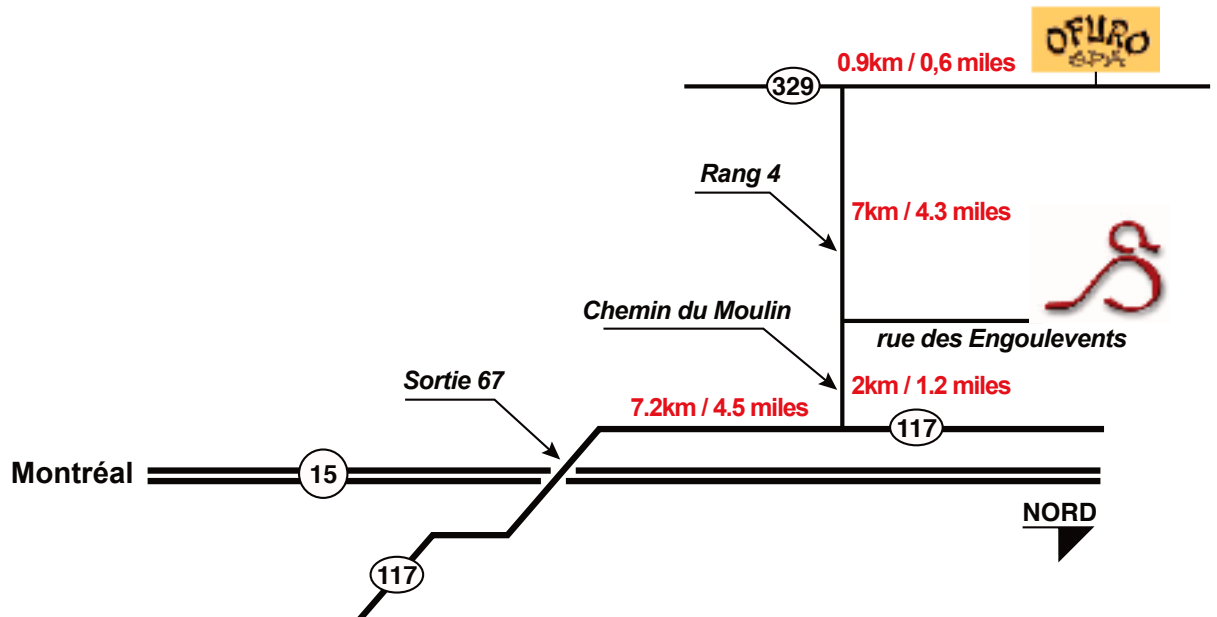 OFURO
SPA
0.9km / 0,6 miles
329
Rang 4
7km / 4.3 miles
Chemin du Moulin
rue des Engoulevents
Sortie 67
2km / 1.2 miles
7.2km / 4.5 miles
117
Montréal
15
NORD
117